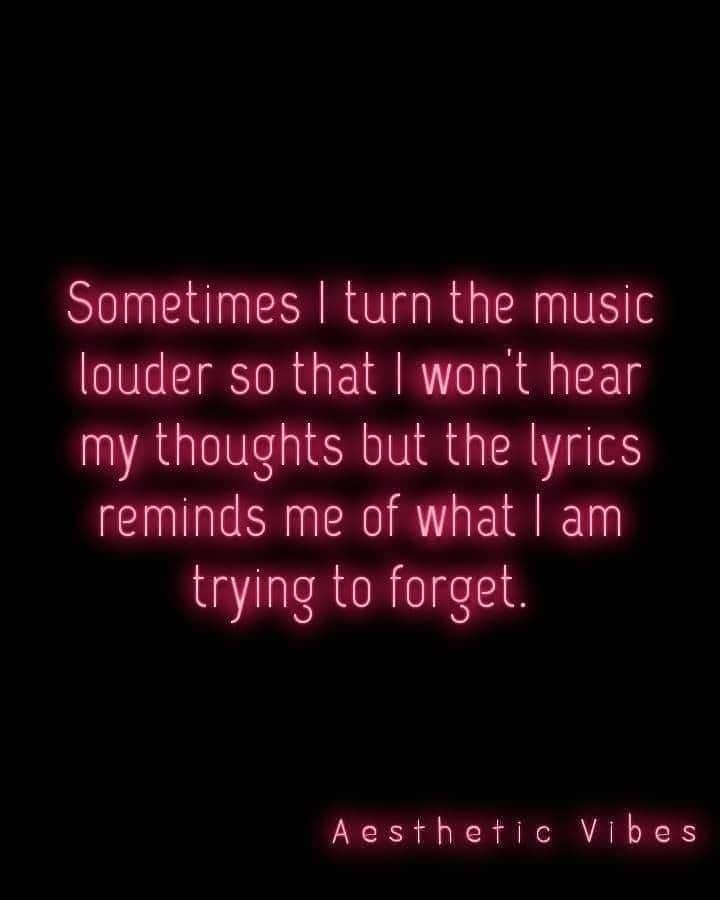 Sometimes I turn the music
louder so that I won't hear
my thoughts but the lyrics
reminds me of what I am
trying to forget.
Aesthetic Vibes